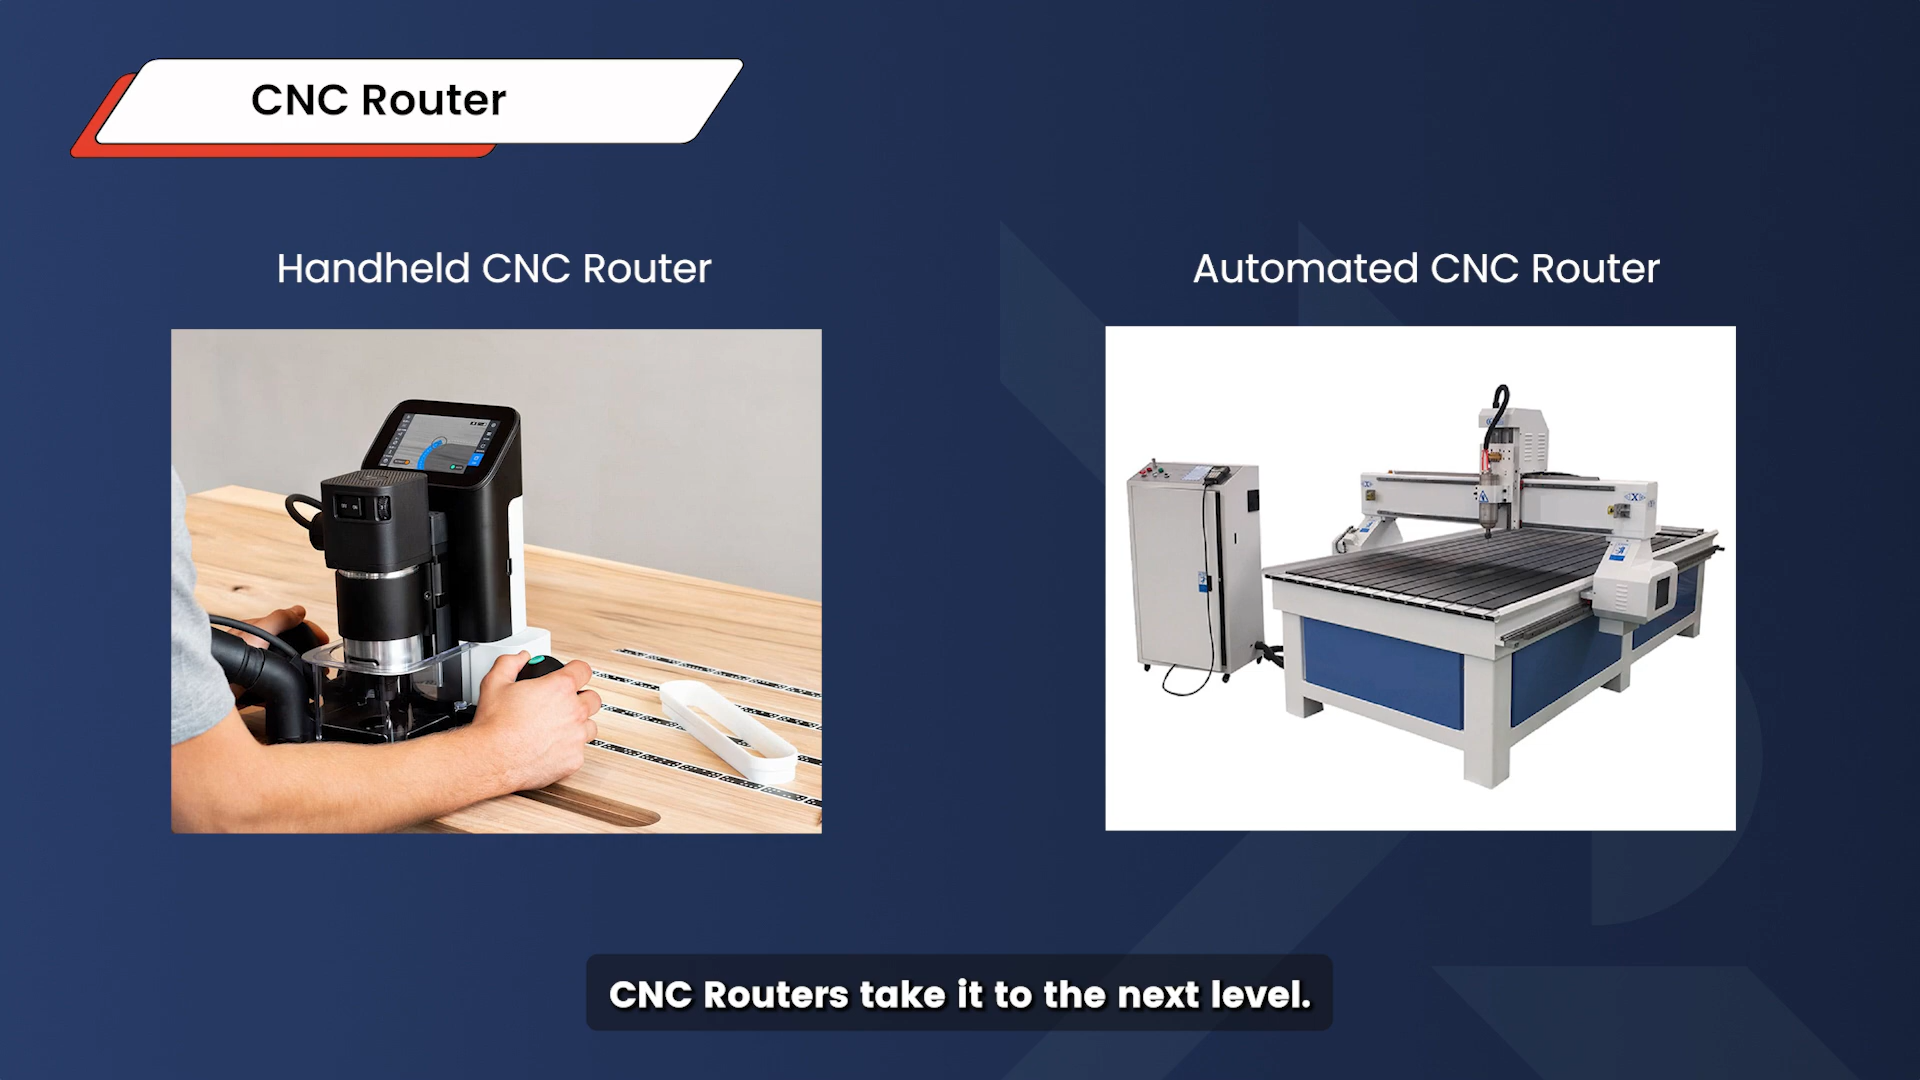 CNC Router
Handheld CNC Router
Automated CNC Router
CNC Routers take it to the next level.